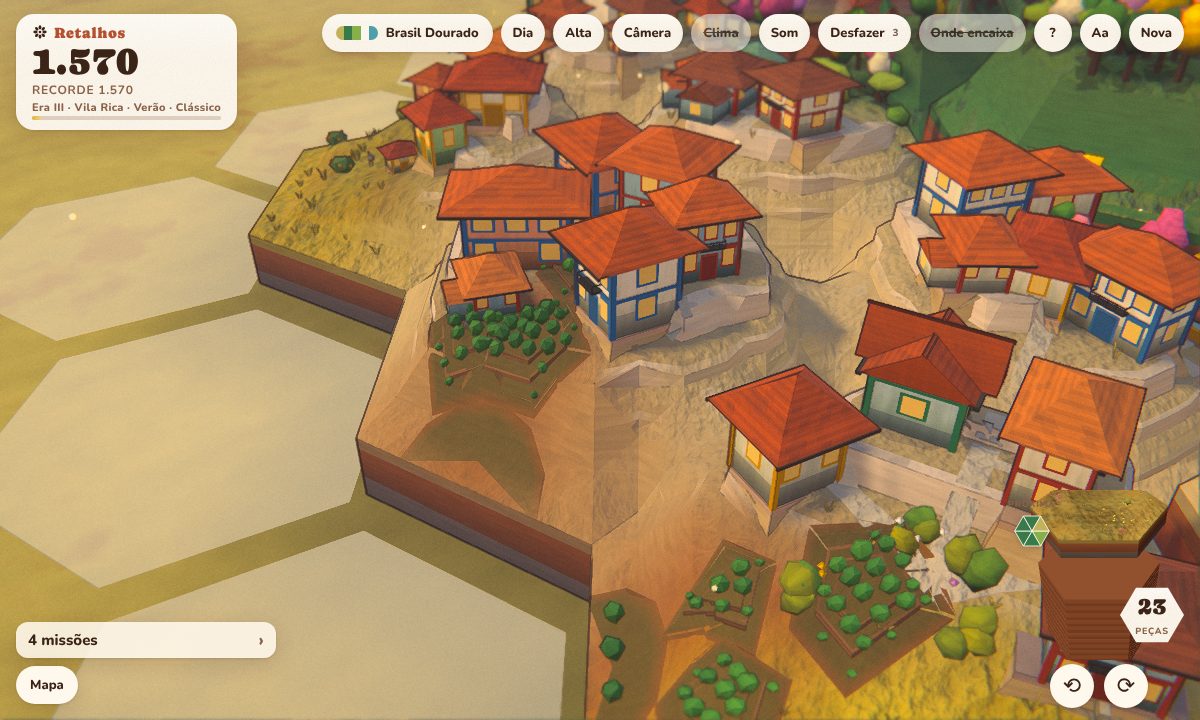 Retalhos
1.570
RECORDE 1.570
Era III · Vila Rica · Verão · Clássico
Brasil Dourado
Dia
Alta
Câmera
Clima
Som
Desfazer 3
Onde encaixa
?
Aa
Nova
4 missões ›
Mapa
23
PEÇAS